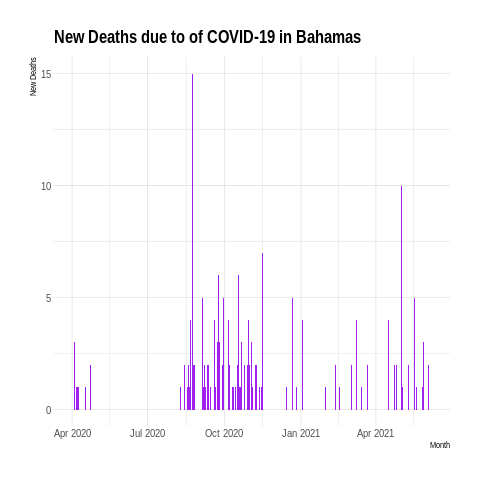 New Deaths due to of COVID-19 in Bahamas
New Deaths
15
10
5
0
Apr 2020 Jul 2020 Oct 2020 Jan 2021 Apr 2021
Month